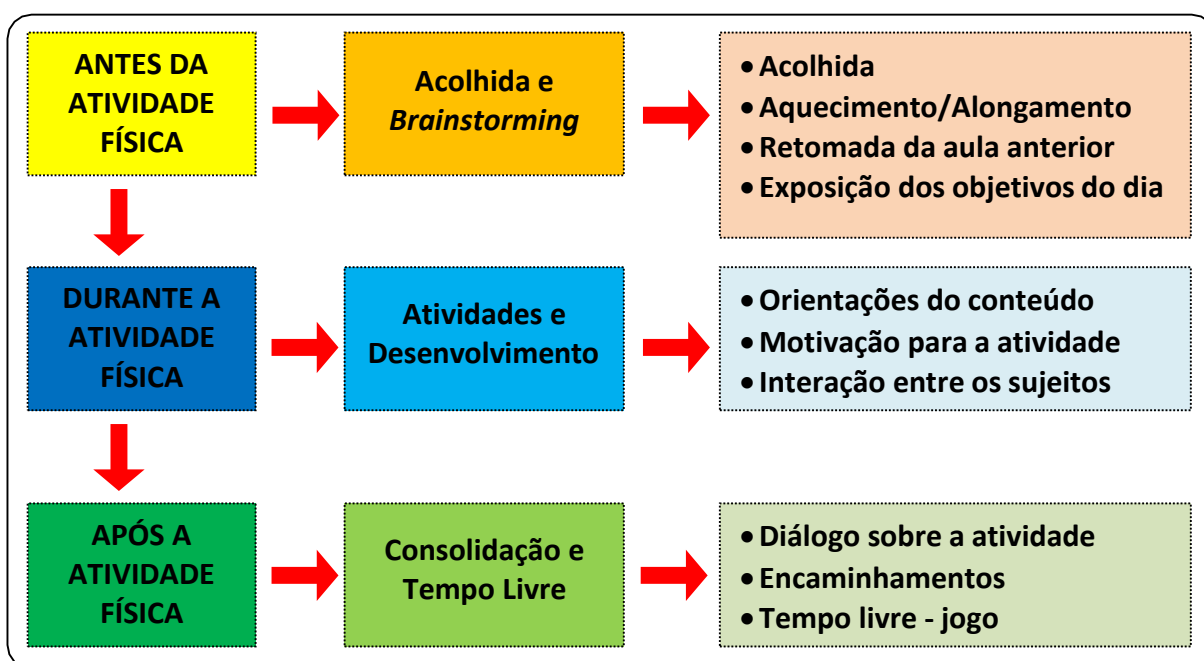 ANTES DA
ATIVIDADE
FÍSICA
Acolhida e
Brainstorming
• Acolhida
• Aquecimento/Alongamento
• Retomada da aula anterior
• Exposição dos objetivos do dia
DURANTE A
ATIVIDADE
FÍSICA
Atividades e
Desenvolvimento
• Orientações do conteúdo
• Motivação para a atividade
• Interação entre os sujeitos
APÓS A
ATIVIDADE
FÍSICA
Consolidação e
Tempo Livre
• Diálogo sobre a atividade
• Encaminhamentos
• Tempo livre - jogo